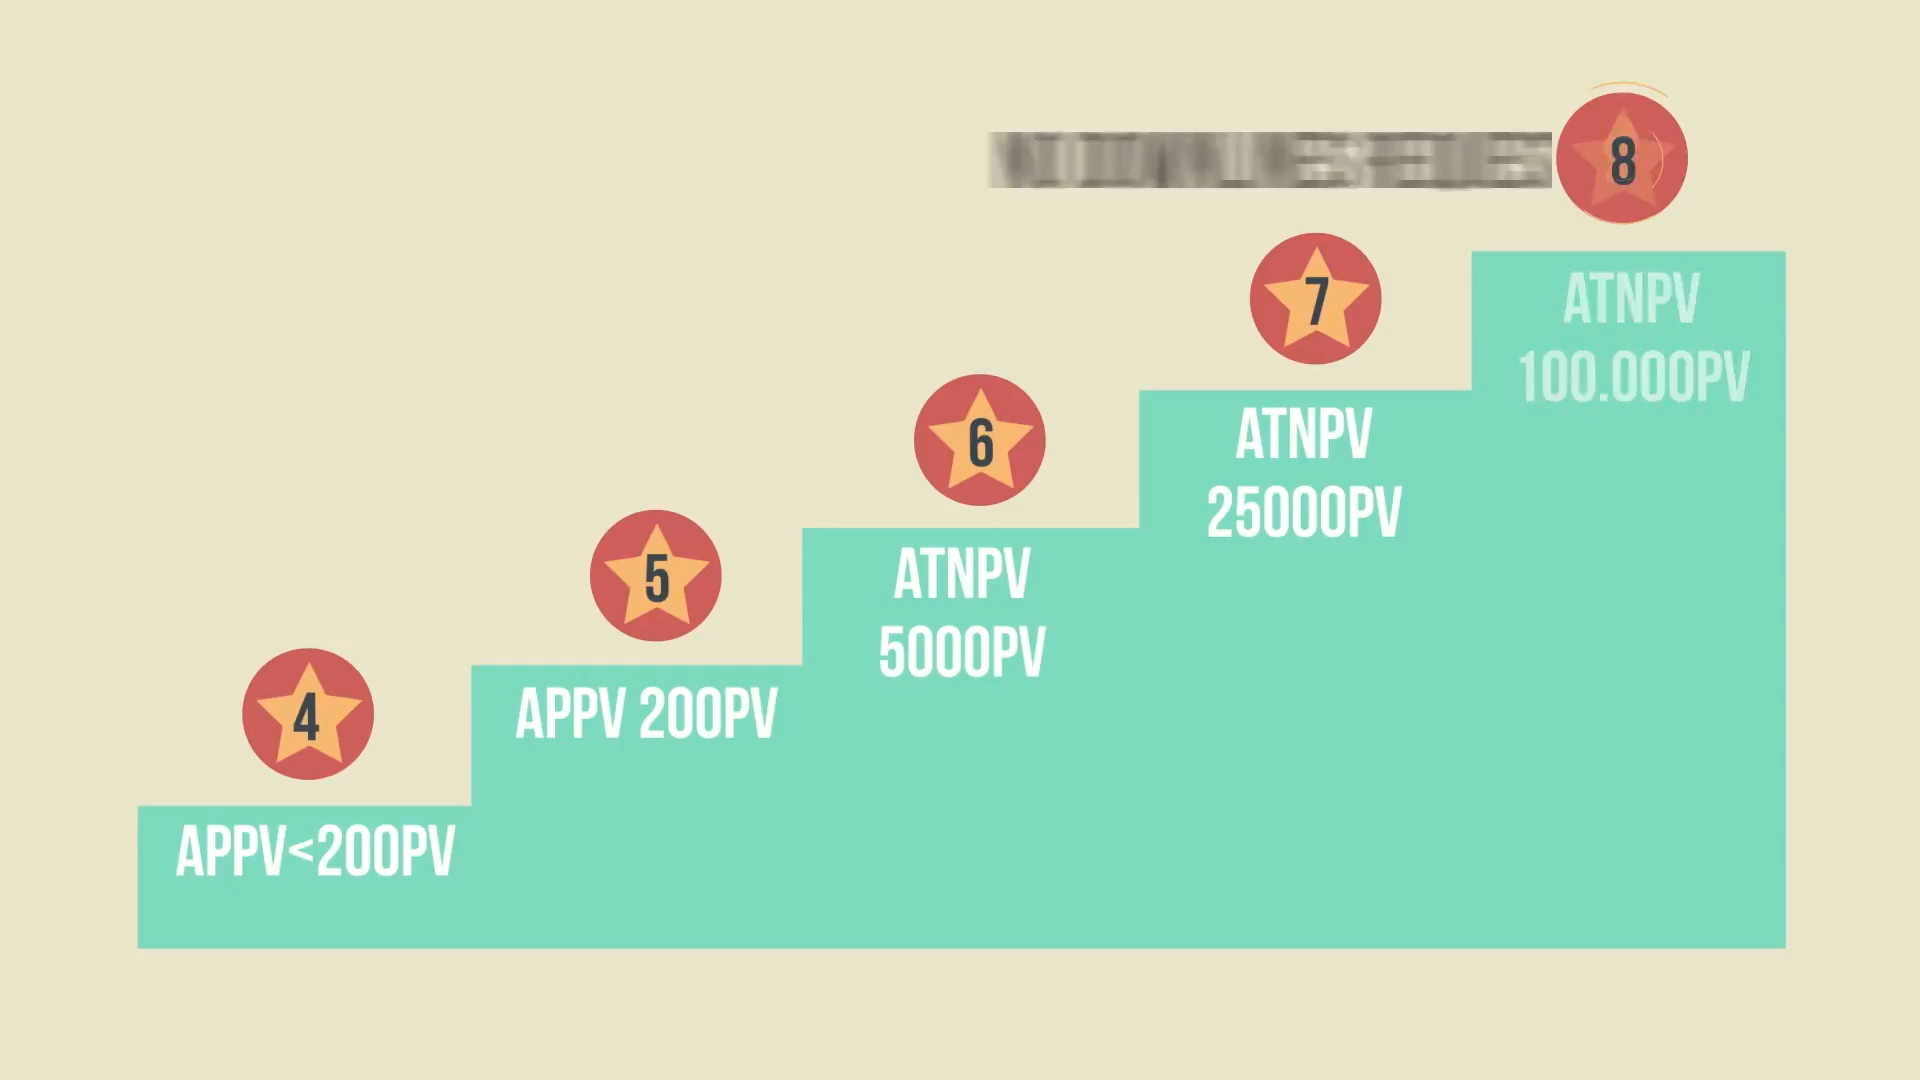 8
7
ATNPV
100.000PV
6
ATNPV
25000PV
5
ATNPV
5000PV
4
APPV 200PV
APPV<200PV